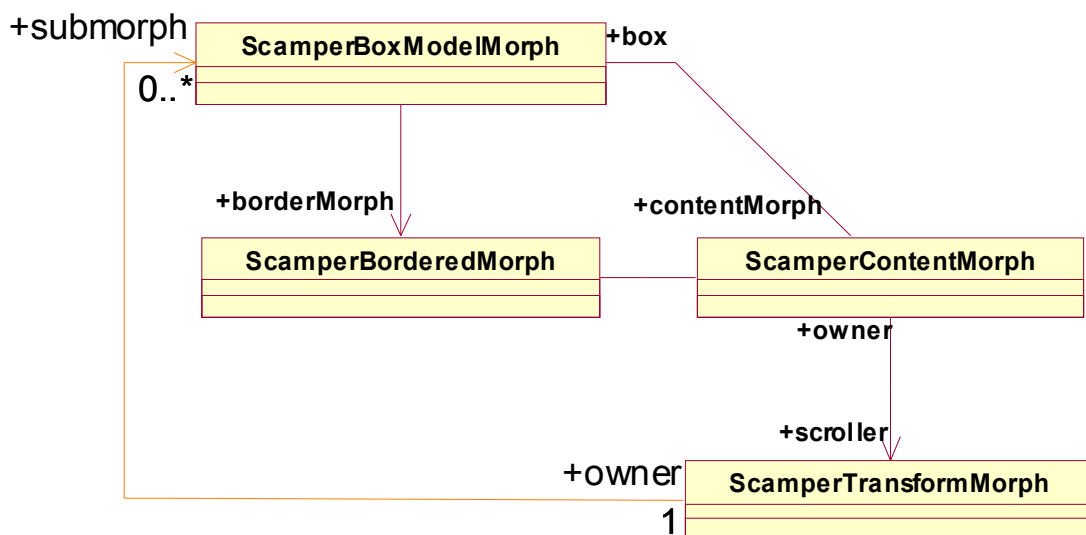 +submorph
ScamperBoxModelMorph
+box
0..*
+borderMorph
+contentMorph
ScamperBorderedMorph
ScamperContentMorph
+owner
+scroller
+owner
ScamperTransformMorph
1